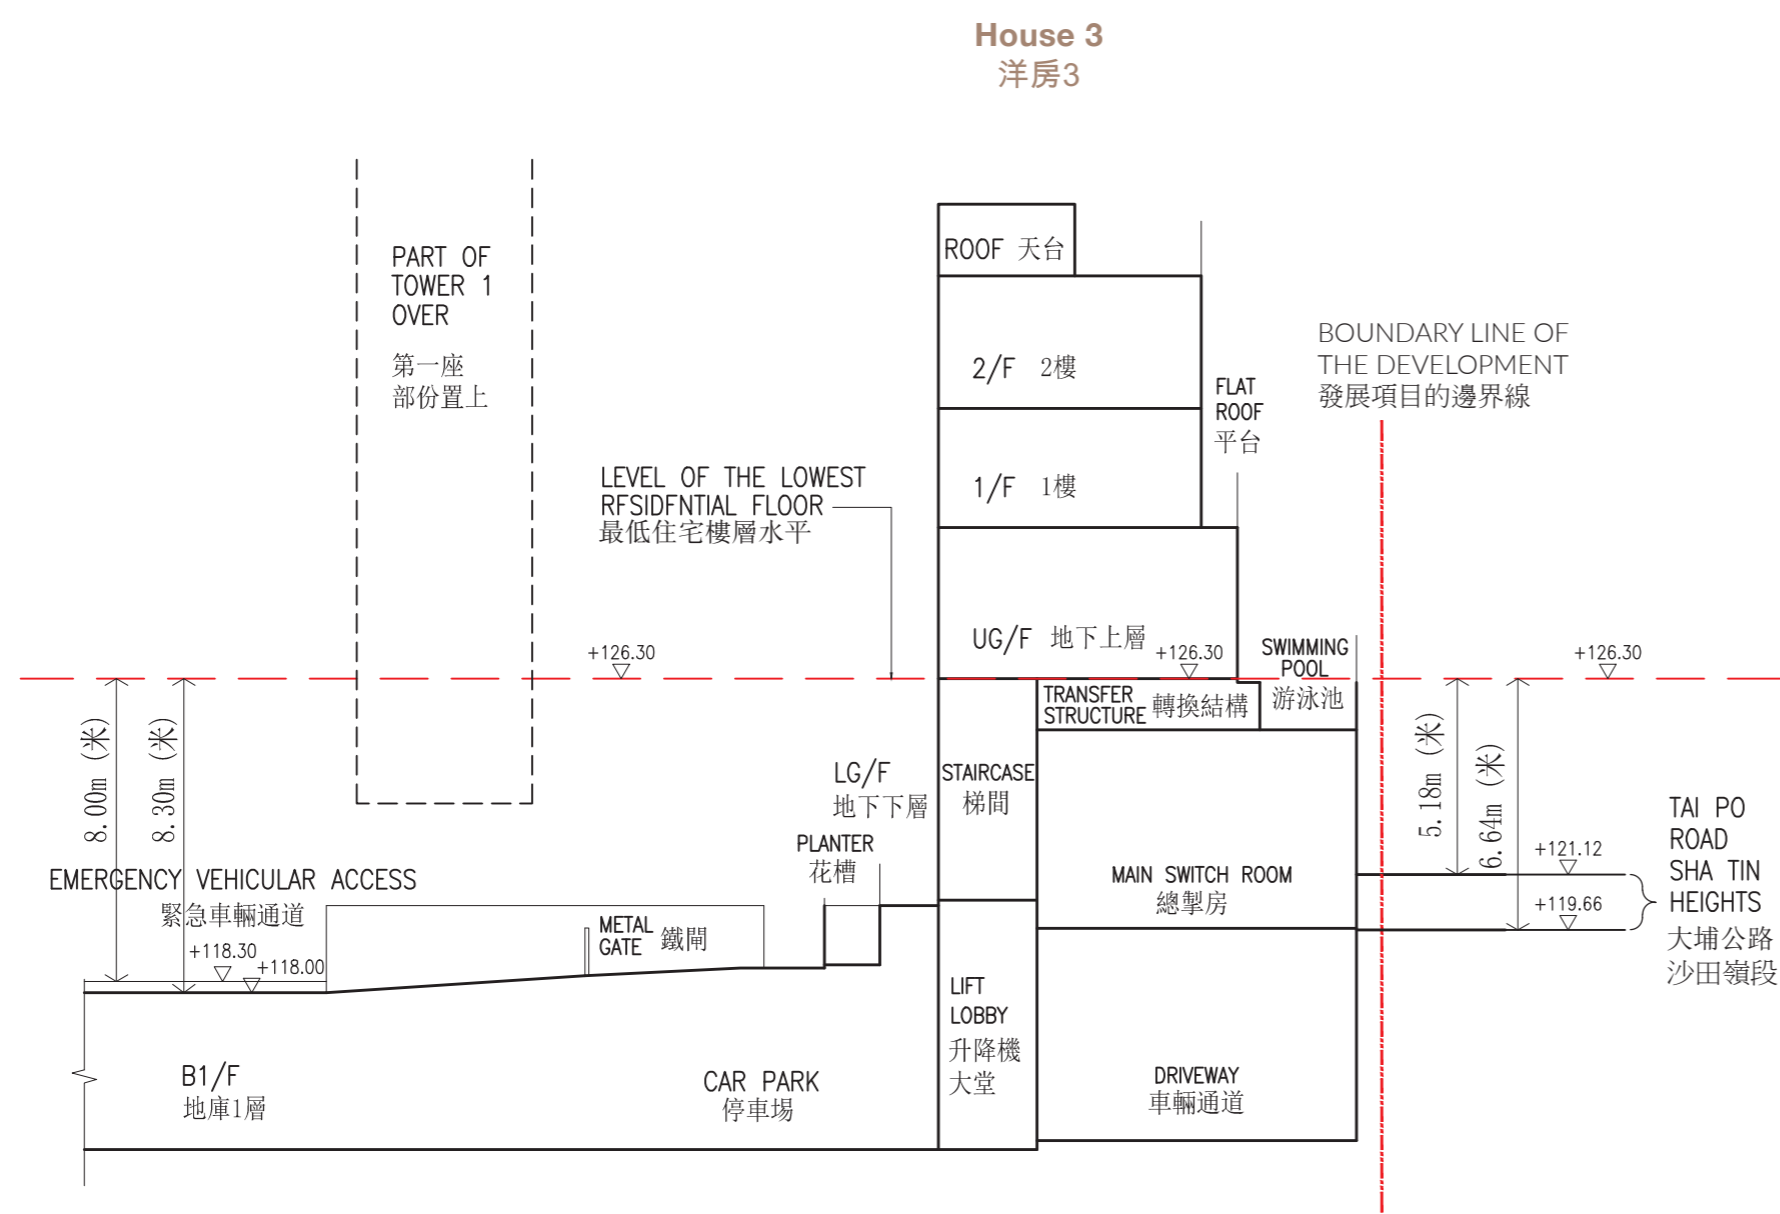 House 3
洋房3
PART OF
TOWER 1
OVER
第一座
部份置上
ROOF 天台
2/F 2樓
1/F 1樓
UG/F 地下上層
FLAT
ROOF
平台
BOUNDARY LINE OF
THE DEVELOPMENT
發展項目的邊界線
LEVEL OF THE LOWEST
RFSIDFNTIAL FLOOR
最低住宅樓層水平
+126.30
+126.30
+126.30
SWIMMING
POOL
游泳池
TRANSFER
STRUCTURE 轉換結構
8.00m (米)
8.30m (米)
5.18m (米)
6.64m (米)
LG/F
地下下層
STAIRCASE
梯間
PLANTER
花槽
MAIN SWITCH ROOM
總掣房
+121.12
+119.66
TAI PO
ROAD
SHA TIN
HEIGHTS
大埔公路
沙田嶺段
EMERGENCY VEHICULAR ACCESS
緊急車輛通道
+118.30
+118.00
METAL
GATE 鐵閘
LIFT
LOBBY
升降機
大堂
B1/F
地庫1層
CAR PARK
停車場
DRIVEWAY
車輛通道